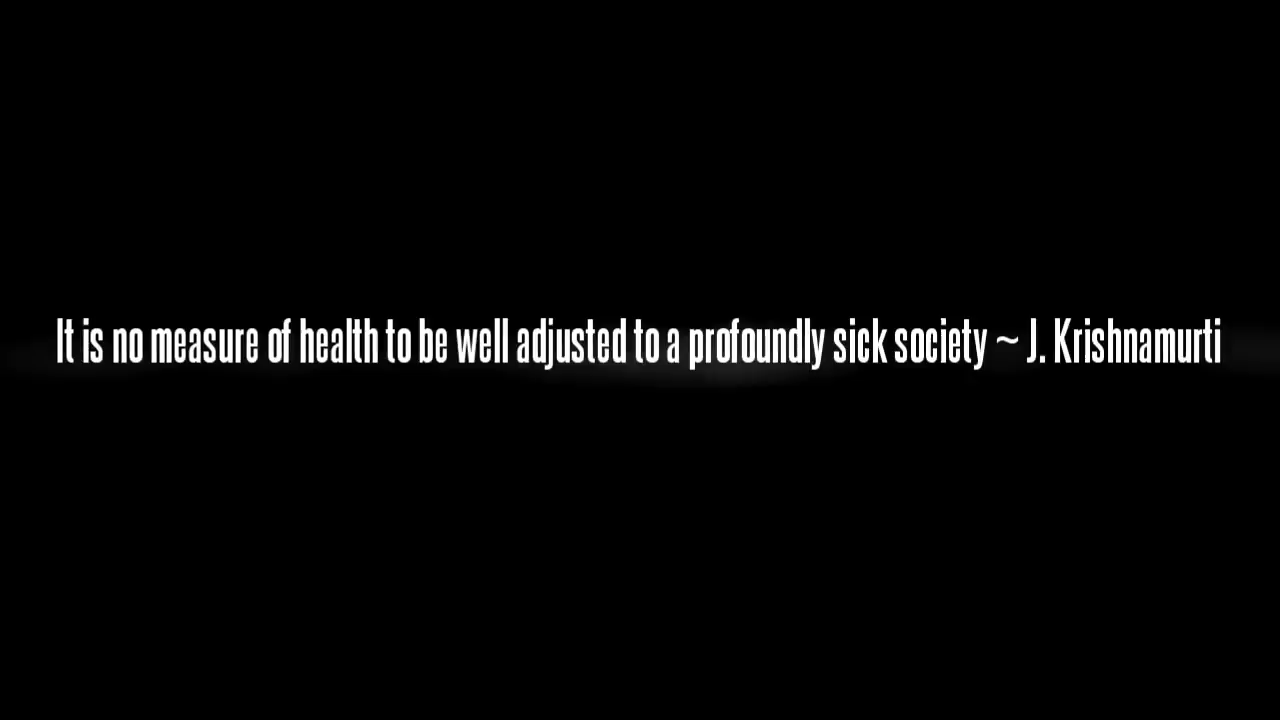 It is no measure of health to be well adjusted to a profoundly sick society ~ J. Krishnamurti